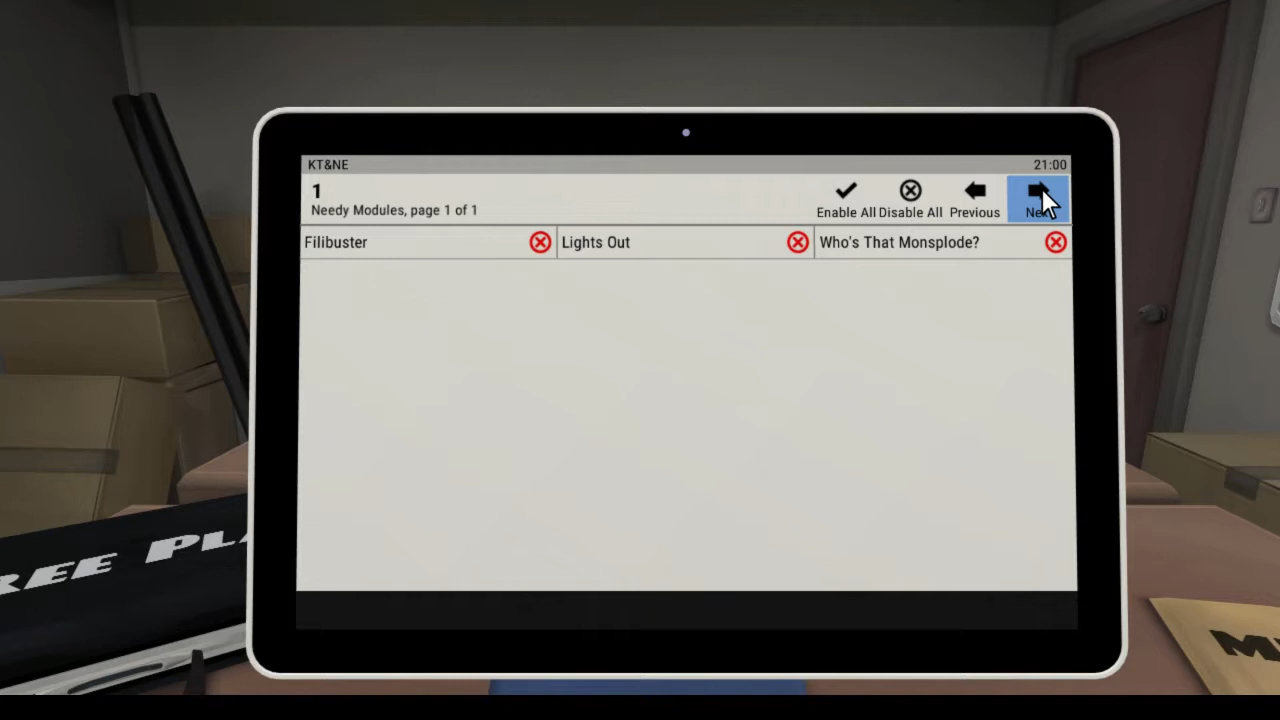 KT&NE 21:00
1
Needy Modules, page 1 of 1
Enable All Disable All Previous
Filibuster Lights Out Who's That Monsplode?